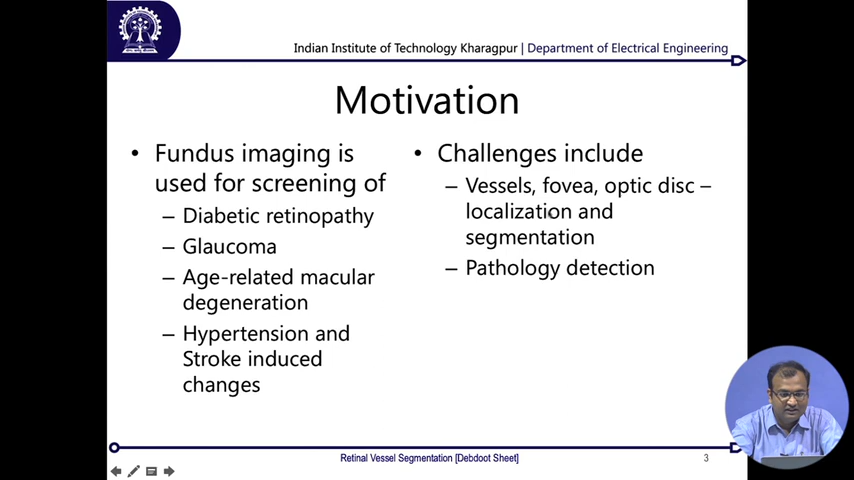 Indian Institute of Technology Kharagpur | Department of Electrical Engineering
Motivation
• Fundus imaging is
used for screening of
– Diabetic retinopathy
– Glaucoma
– Age-related macular
degeneration
– Hypertension and
Stroke induced
changes
• Challenges include
– Vessels, fovea, optic disc –
localization and
segmentation
– Pathology detection
Retinal Vessel Segmentation [Debdoot Sheet]
3